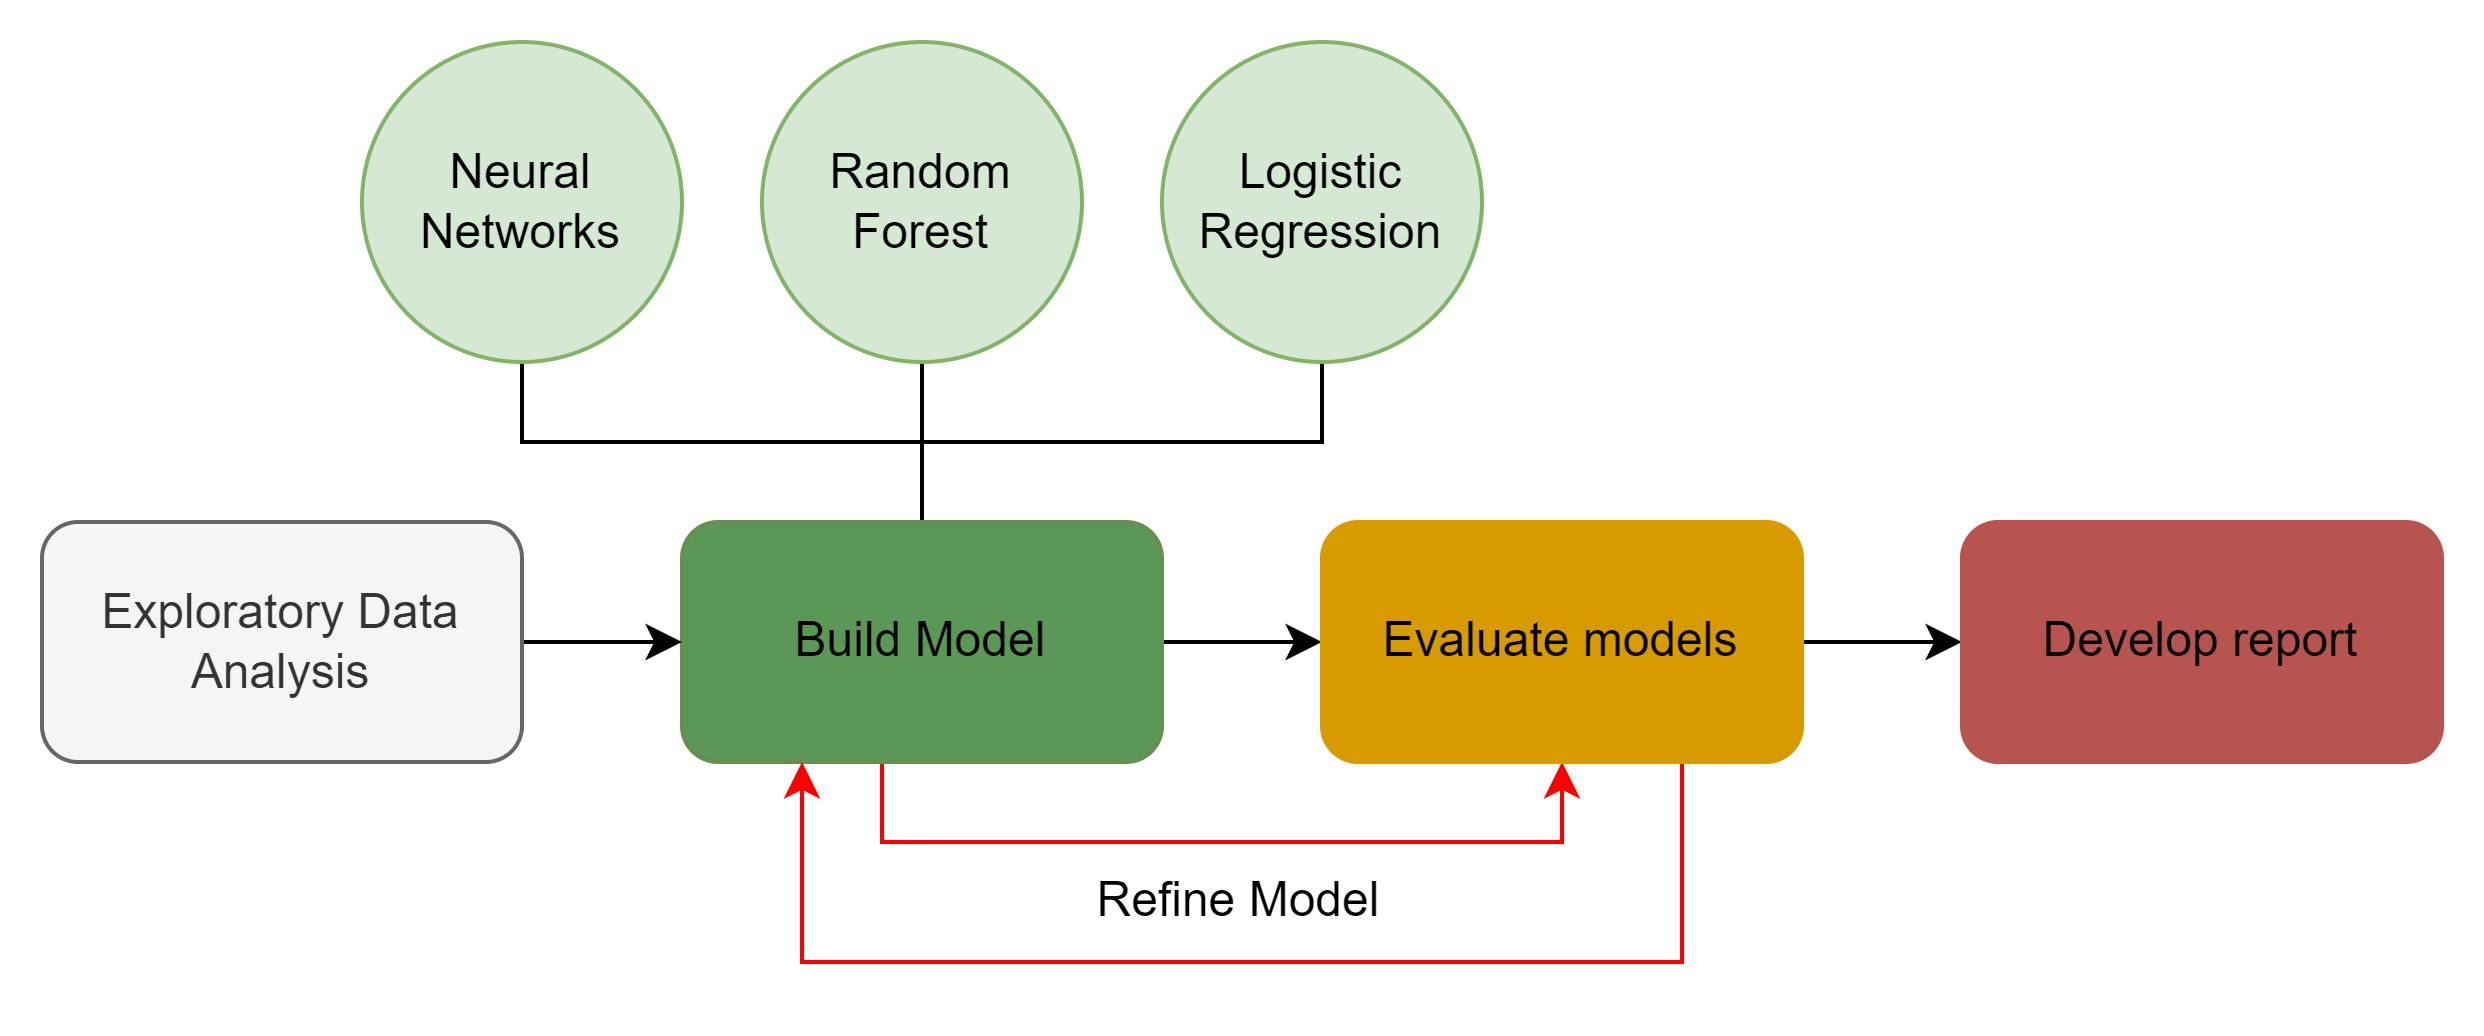 Neural
Networks
Random
Forest
Logistic
Regression
Exploratory Data
Analysis
Build Model
Evaluate models
Develop report
Refine Model